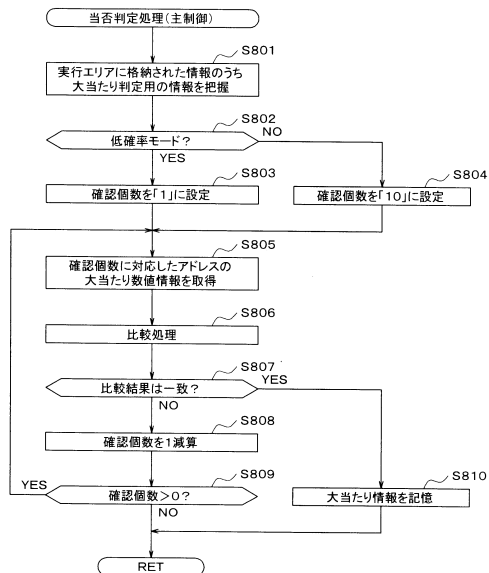 当否判定処理(主制御)
S801
実行エリアに格納された情報のうち
大当たり判定用の情報を把握
S802
低確率モード?
NO
YES
S803
確認個数を「1」に設定
S804
確認個数を「10」に設定
S805
確認個数に対応したアドレスの
大当たり数値情報を取得
S806
比較処理
S807
比較結果は一致?
YES
NO
S808
確認個数を1減算
S809
確認個数>0?
YES
NO
S810
大当たり情報を記憶
RET